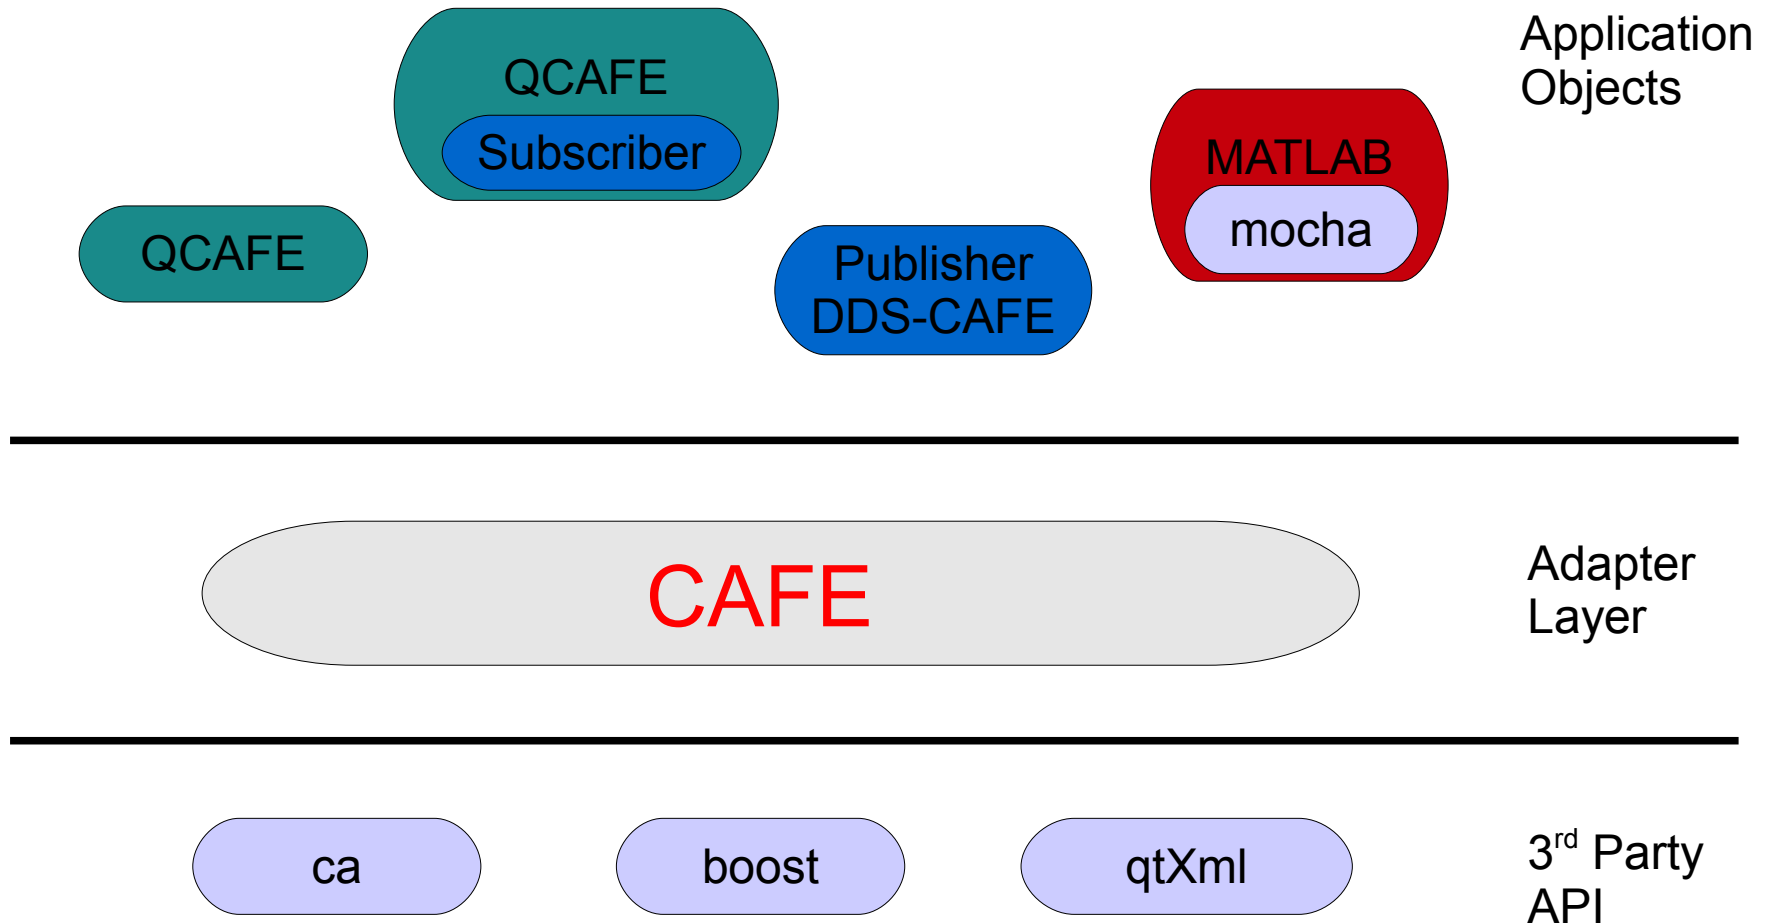 Application
Objects
QCAFE
Subscriber
MATLAB
mocha
QCAFE
Publisher
DDS-CAFE
CAFE
Adapter
Layer
ca
boost
qtXml
3rd Party
API